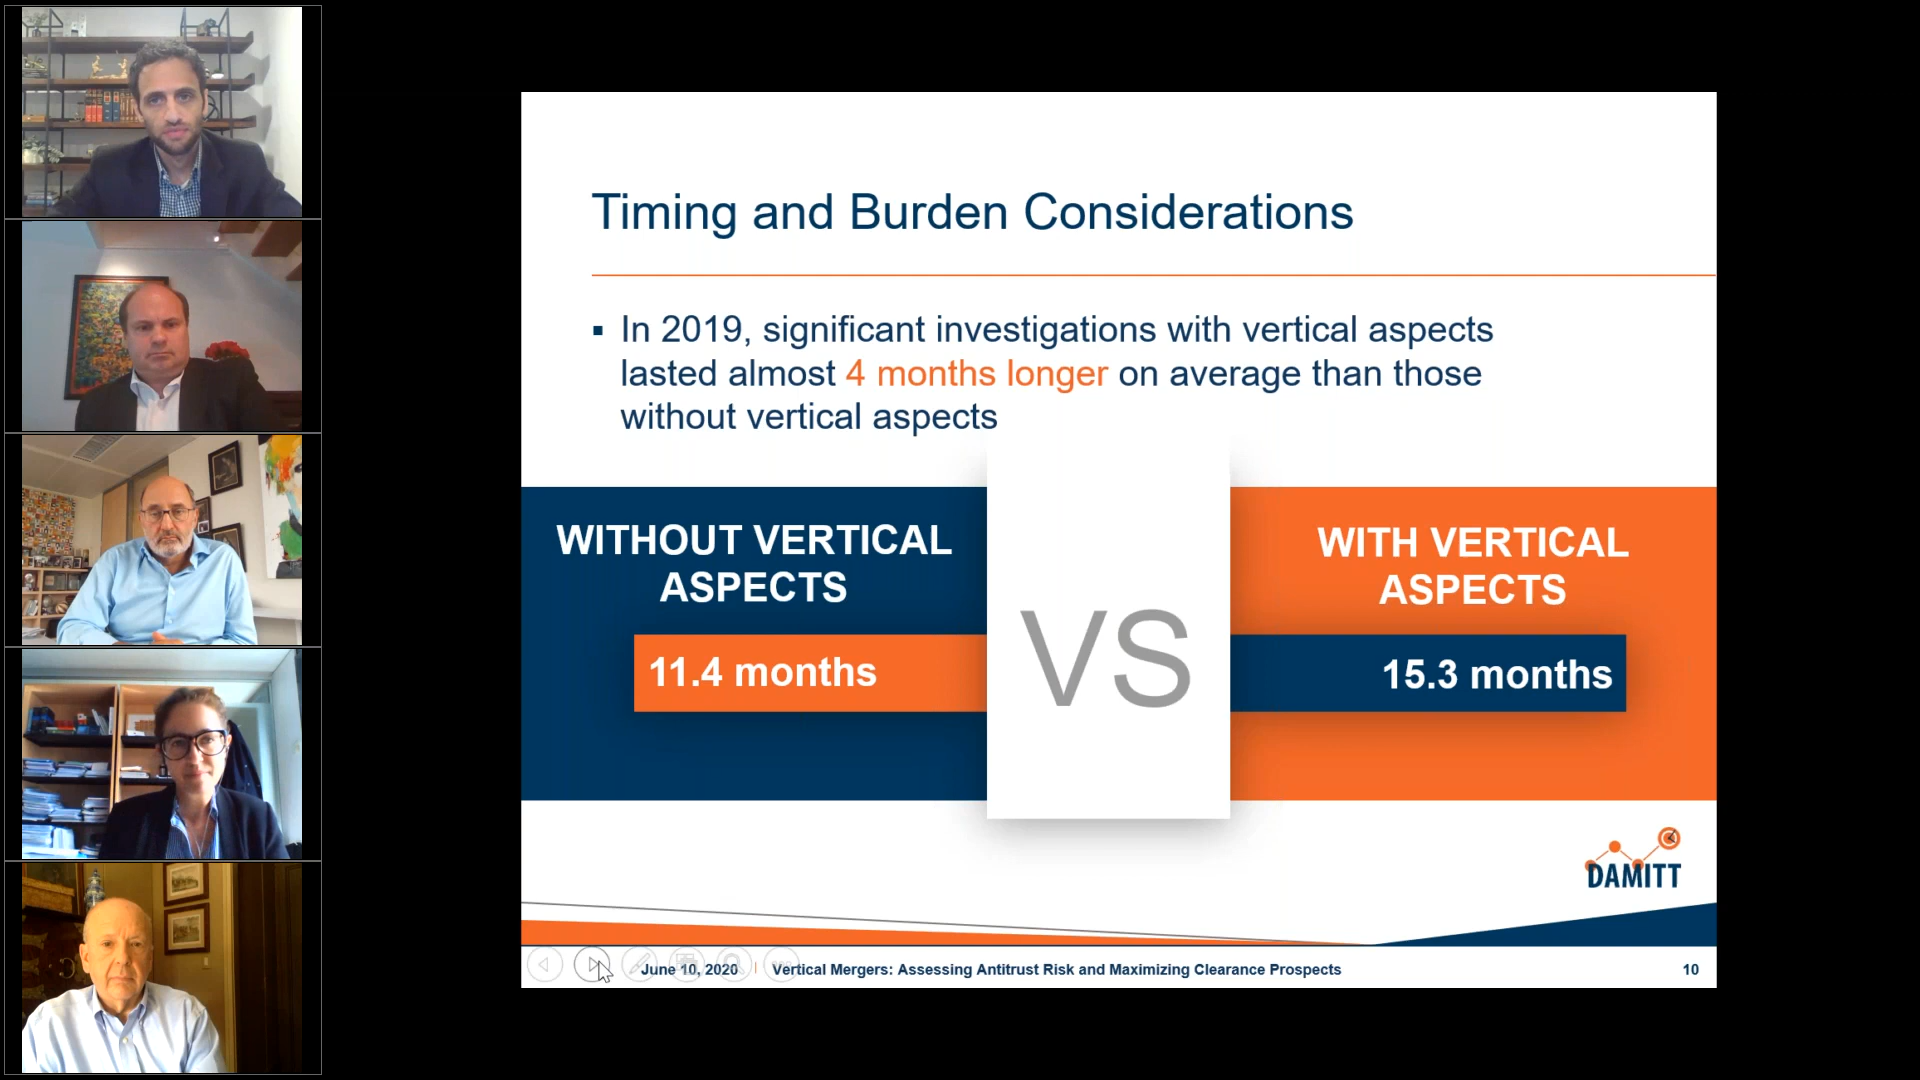 Timing and Burden Considerations
▪ In 2019, significant investigations with vertical aspects
lasted almost 4 months longer on average than those
without vertical aspects
WITHOUT VERTICAL
ASPECTS
11.4 months
VS
WITH VERTICAL
ASPECTS
15.3 months
DAMITT
June 10, 2020 | Vertical Mergers: Assessing Antitrust Risk and Maximizing Clearance Prospects
10